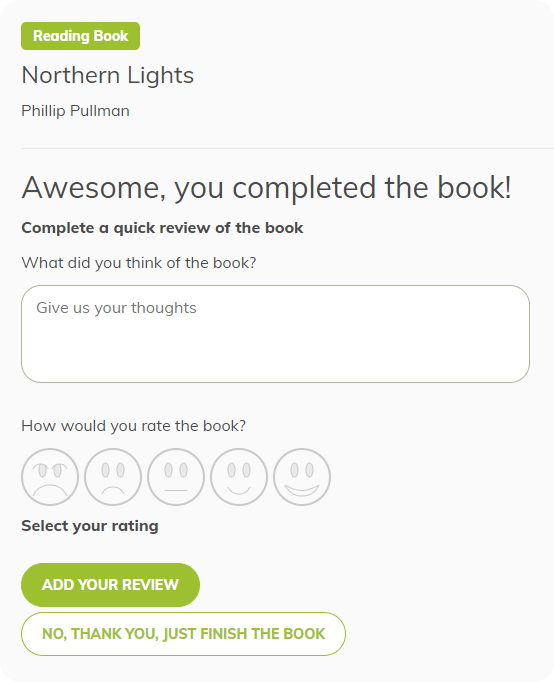 Reading Book
Northern Lights
Phillip Pullman
Awesome, you completed the book!
Complete a quick review of the book
What did you think of the book?
Give us your thoughts
How would you rate the book?
Select your rating
ADD YOUR REVIEW
NO, THANK YOU, JUST FINISH THE BOOK